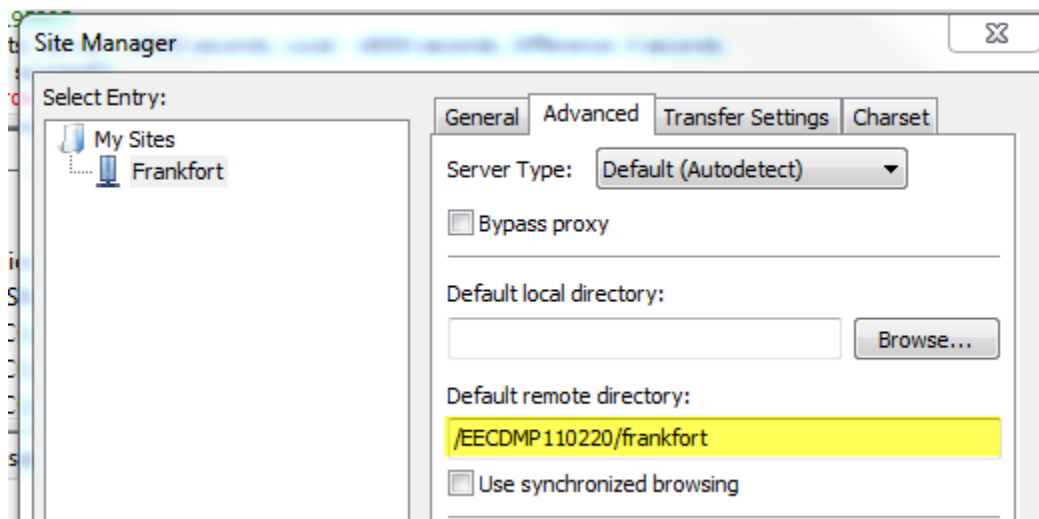 Site Manager
Select Entry:
My Sites
Frankfort
General
Advanced
Transfer Settings
Charset
Server Type:
Default (Autodetect)
Bypass proxy
Default local directory:
Browse...
Default remote directory:
/EECDMP110220/frankfort
Use synchronized browsing